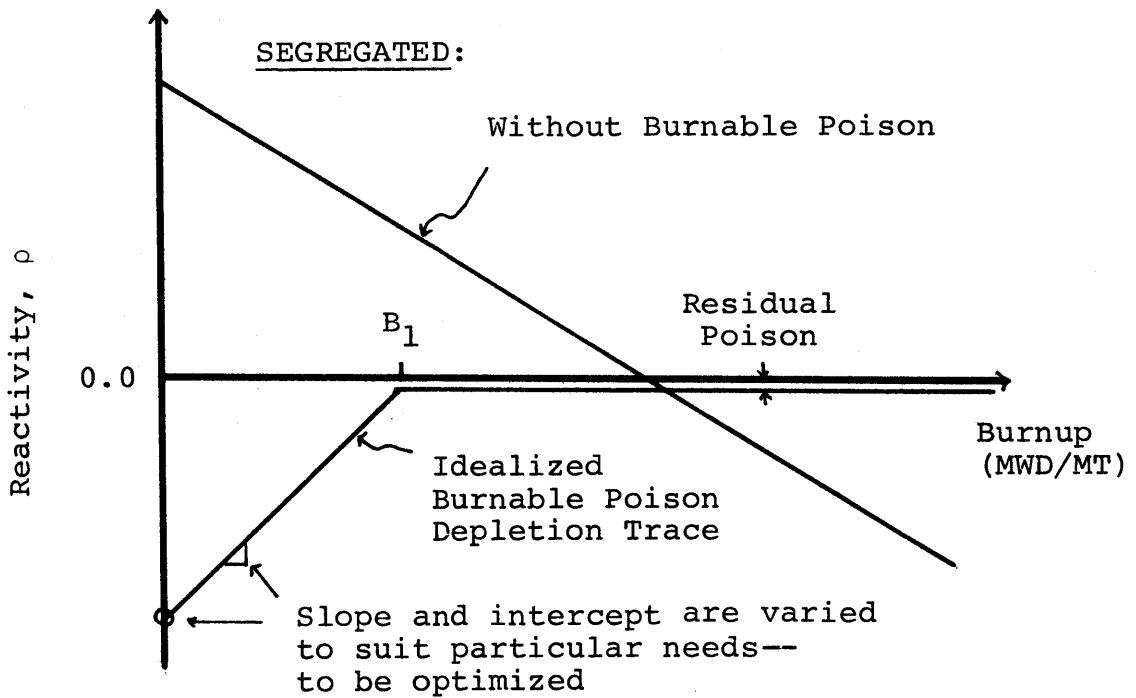 SEGREGATED:
Without Burnable Poison
Residual
Poison
B1
0.0
Reactivity, ρ
Burnup
(MWD/MT)
Idealized
Burnable Poison
Depletion Trace
Slope and intercept are varied
to suit particular needs--
to be optimized